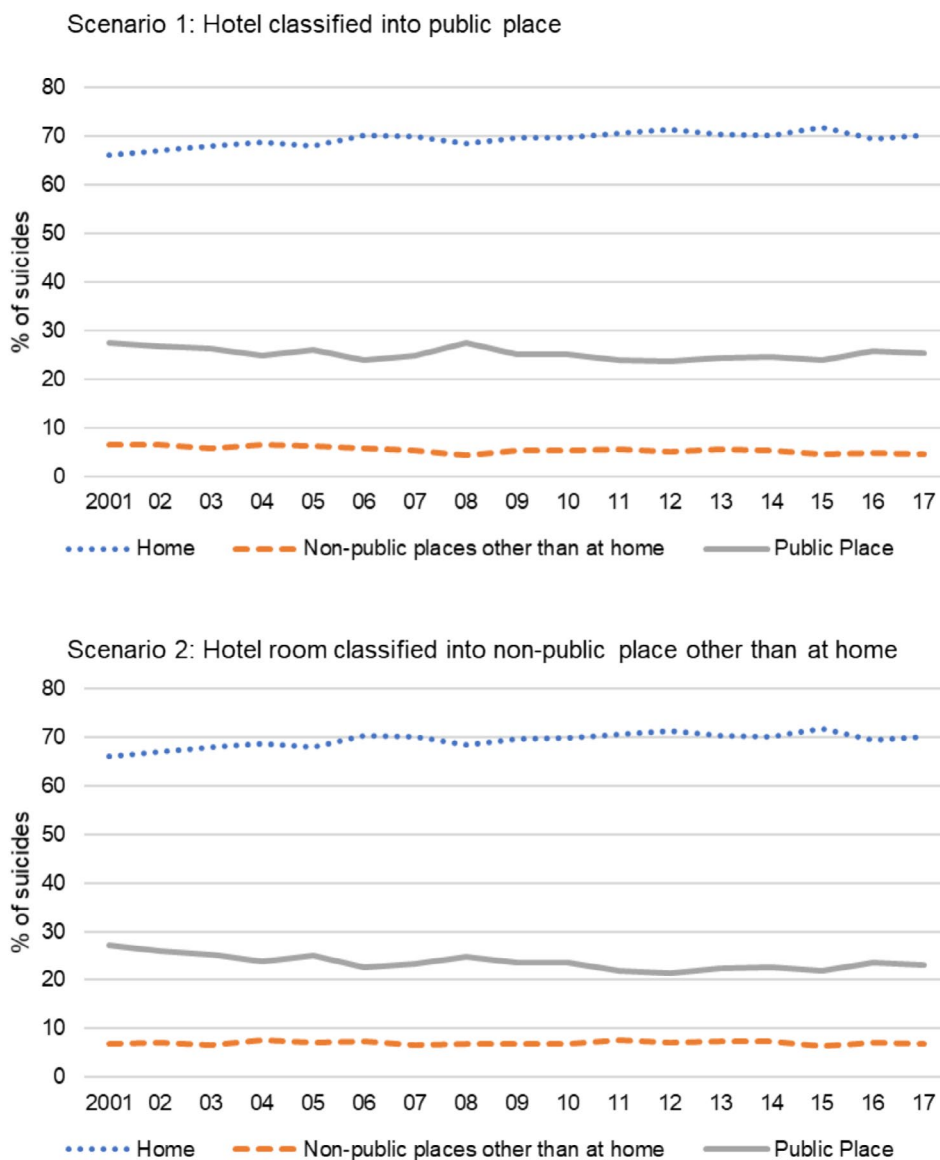 Scenario 1: Hotel classified into public place
80
70
60
50
40
30
20
10
0
% of suicides
2001 02 03 04 05 06 07 08 09 10 11 12 13 14 15 16 17
Home Non-public places other than at home Public Place
Scenario 2: Hotel room classified into non-public place other than at home
80
70
60
50
40
30
20
10
0
% of suicides
2001 02 03 04 05 06 07 08 09 10 11 12 13 14 15 16 17
Home Non-public places other than at home Public Place